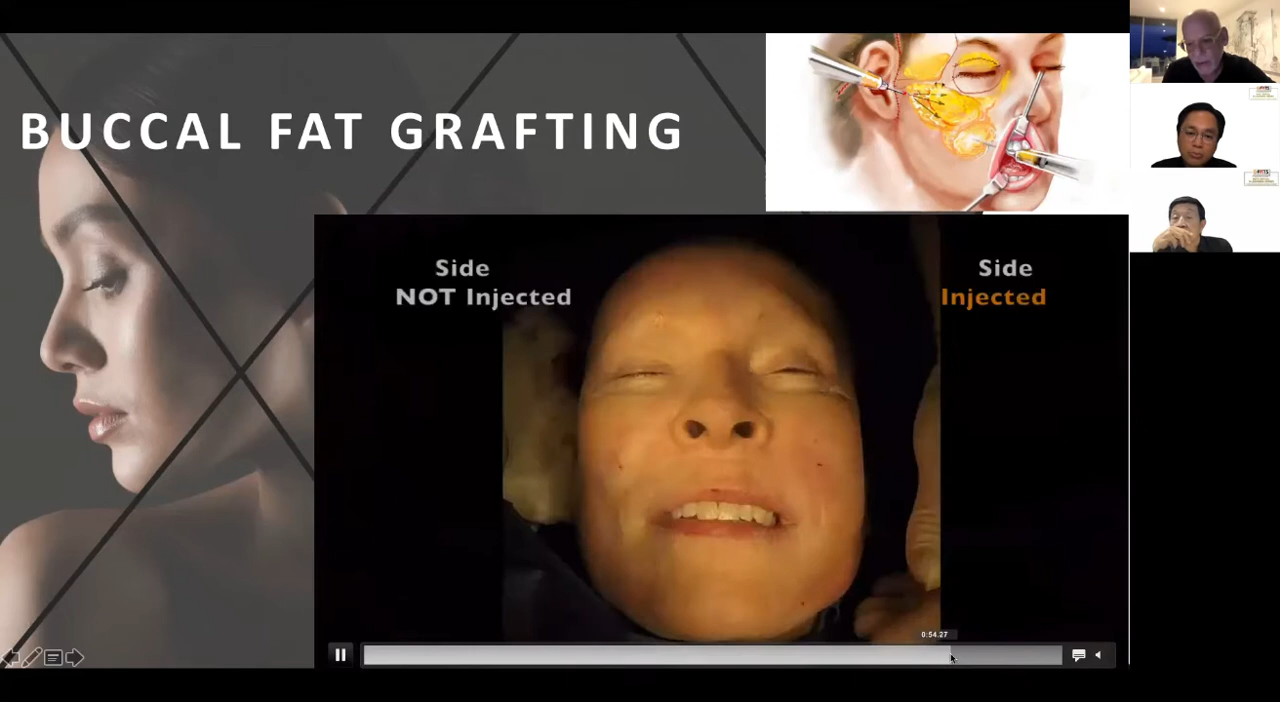 BUCCAL FAT GRAFTING
Side
NOT Injected
Side
Injected
0:54.27